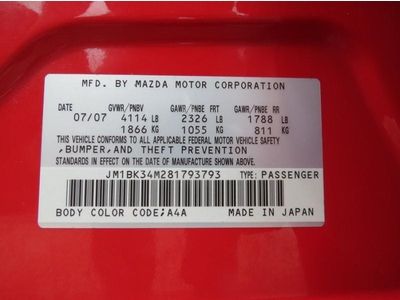 MFD. BY MAZDA MOTOR CORPORATION
DATE GVWR/PNBV GAWR/PNBE FRT GAWR/PNBE RR
07/07 4114 LB 2326 LB 1788 LB
1866 KG 1055 KG 811 KG
THIS VEHICLE CONFORMS TO ALL APPLICABLE FEDERAL MOTOR VEHICLE SAFETY
,BUMPER,AND THEFT PREVENTION
STANDARDS IN EFFECT ON THE DATE OF MANUFACTURE SHOWN ABOVE.
JM1BK34M281793793 TYPE: PASSENGER
BODY COLOR CODE;A4A MADE IN JAPAN